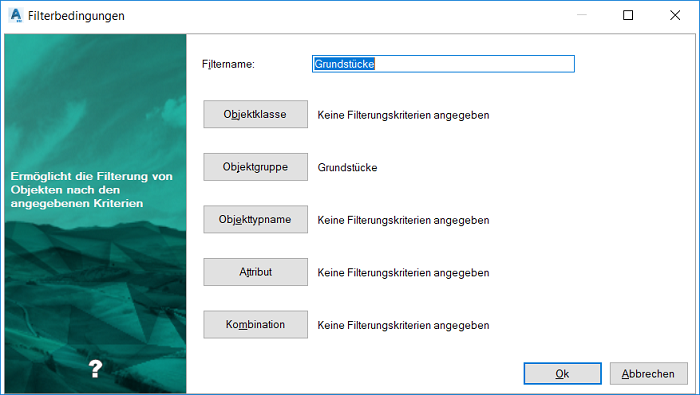 Filterbedingungen
Filtername: Grundstücke
Ermöglicht die Filterung von
Objekten nach den
angegebenen Kriterien
?
Objektklasse Keine Filterungskriterien angegeben
Objektgruppe Grundstücke
Objekttypname Keine Filterungskriterien angegeben
Attribut Keine Filterungskriterien angegeben
Kombination Keine Filterungskriterien angegeben
Ok Abbrechen